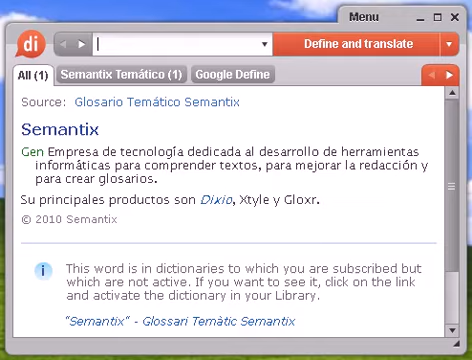 Menu
di
Define and translate
All (1) Semantix Temático (1) Google Define
Source: Glosario Temático Semantix
Semantix
Gen Empresa de tecnología dedicada al desarrollo de herramientas
informáticas para comprender textos, para mejorar la redacción y
para crear glosarios.
Su principales productos son Dixio, Xtyle y Gloxr.
© 2010 Semantix
i
This word is in dictionaries to which you are subscribed but
which are not active. If you want to see it, click on the link
and activate the dictionary in your Library.
"Semantix" - Glossari Temàtic Semantix